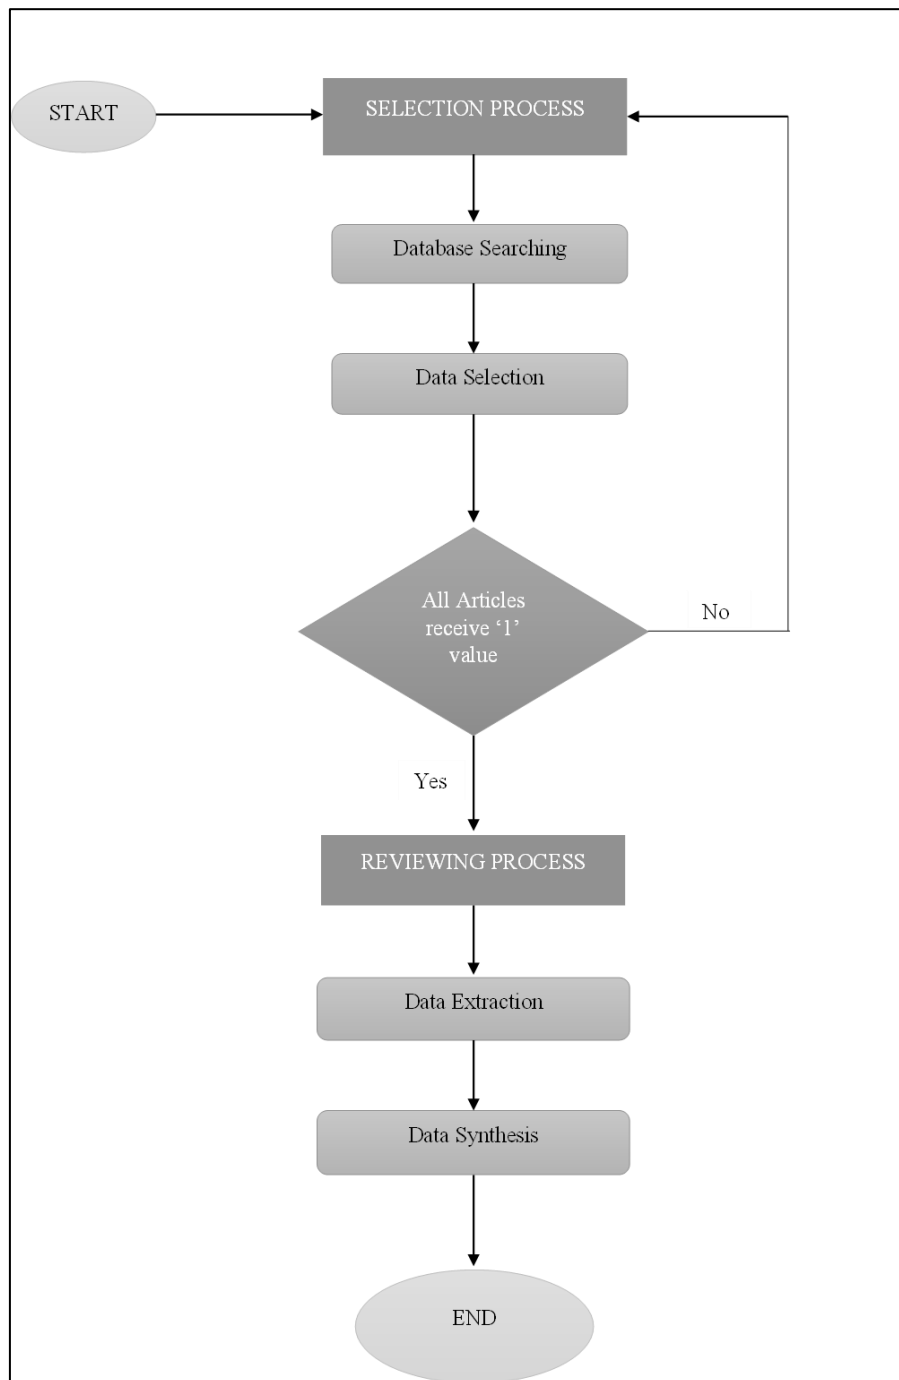 START
SELECTION PROCESS
Database Searching
Data Selection
All Articles
receive ‘1’
value
No
Yes
REVIEWING PROCESS
Data Extraction
Data Synthesis
END